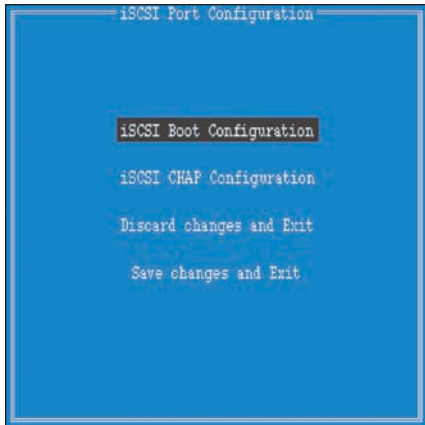 iSCSI Port Configuration
iSCSI Boot Configuration
iSCSI CHAP Configuration
Discard changes and Exit
Save changes and Exit